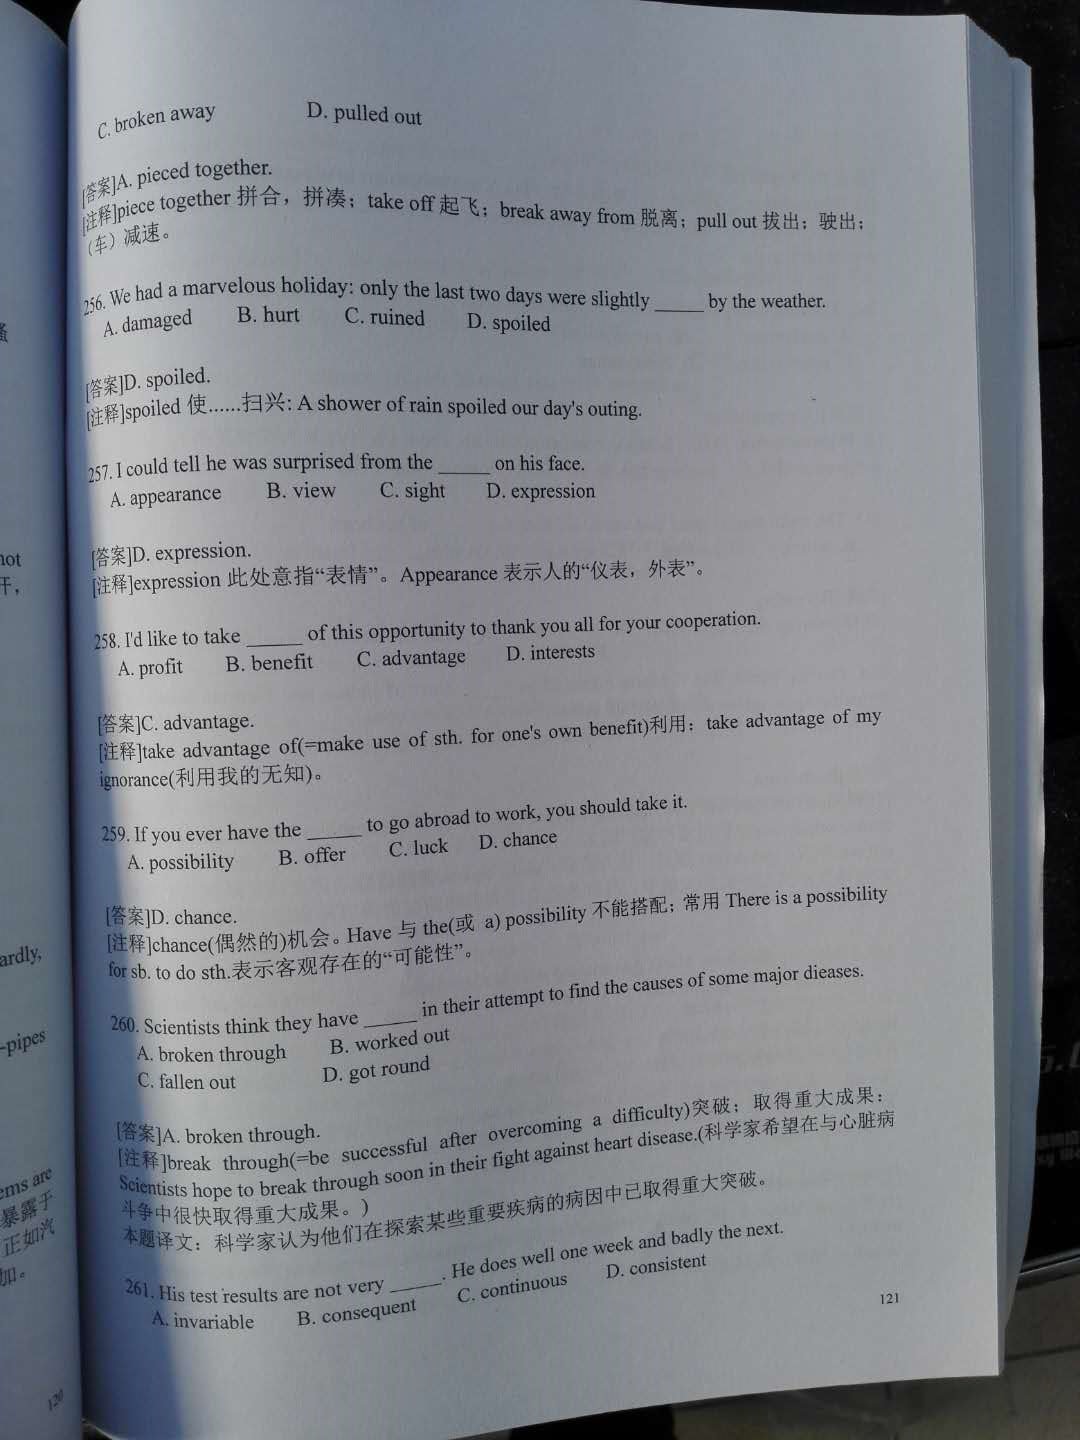 C. broken away D. pulled out
[答案]A. pieced together.
[注释]piece together 拼合，拼凑；take off 起飞；break away from 脱离；pull out 拔出；驶出；
（车）减速。
256. We had a marvelous holiday: only the last two days were slightly _____ by the weather.
A. damaged B. hurt C. ruined D. spoiled
[答案]D. spoiled.
[注释]spoiled 使……扫兴: A shower of rain spoiled our day's outing.
257. I could tell he was surprised from the _____ on his face.
A. appearance B. view C. sight D. expression
[答案]D. expression.
[注释]expression 此处意指“表情”。Appearance 表示人的“仪表，外表”。
258. I'd like to take _____ of this opportunity to thank you all for your cooperation.
A. profit B. benefit C. advantage D. interests
[答案]C. advantage.
[注释]take advantage of(=make use of sth. for one's own benefit)利用；take advantage of my
ignorance(利用我的无知)。
259. If you ever have the _____ to go abroad to work, you should take it.
A. possibility B. offer C. luck D. chance
[答案]D. chance.
[注释]chance(偶然的)机会。Have 与 the(或 a) possibility 不能搭配；常用 There is a possibility
for sb. to do sth.表示客观存在的“可能性”。
260. Scientists think they have _____ in their attempt to find the causes of some major dieases.
A. broken through B. worked out
C. fallen out D. got round
[答案]A. broken through.
[注释]break through(=be successful after overcoming a difficulty)突破；取得重大成果：
Scientists hope to break through soon in their fight against heart disease.(科学家希望在与心脏病
斗争中很快取得重大成果。)
本题译文：科学家认为他们在探索某些重要疾病的病因中已取得重大突破。
261. His test results are not very _____. He does well one week and badly the next.
A. invariable B. consequent C. continuous D. consistent
121
not
开，
ardly,
-pipes
ems are
暴露于
正如汽
加。
120